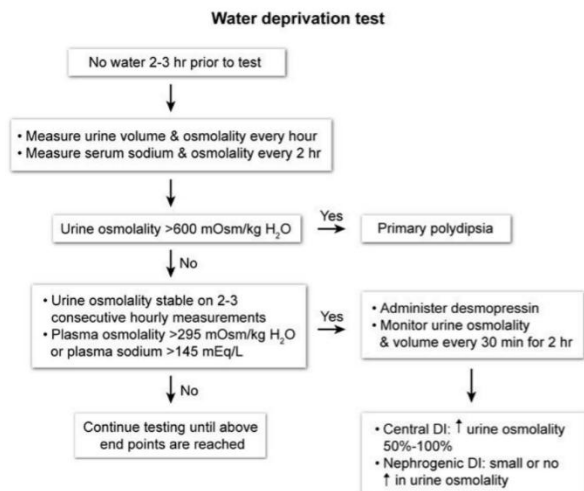 Water deprivation test
No water 2-3 hr prior to test
• Measure urine volume & osmolality every hour
• Measure serum sodium & osmolality every 2 hr
Urine osmolality >600 mOsm/kg H₂O
Yes
Primary polydipsia
No
• Urine osmolality stable on 2-3
consecutive hourly measurements
• Plasma osmolality >295 mOsm/kg H₂O
or plasma sodium >145 mEq/L
Yes
• Administer desmopressin
• Monitor urine osmolality
& volume every 30 min for 2 hr
No
Continue testing until above
end points are reached
• Central DI: ↑ urine osmolality
50%-100%
• Nephrogenic DI: small or no
↑ in urine osmolality